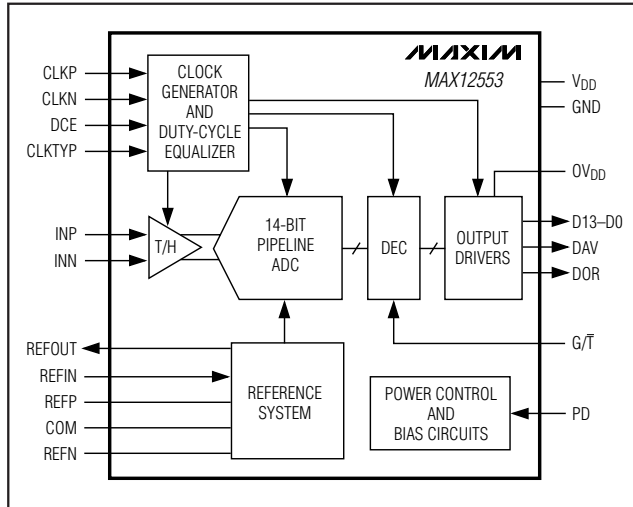 MAXIM
MAX12553
CLKP
CLKN
DCE
CLKTYP
CLOCK
GENERATOR
AND
DUTY-CYCLE
EQUALIZER
VDD
GND
OVDD
INP
INN
T/H
14-BIT
PIPELINE
ADC
DEC
OUTPUT
DRIVERS
D13–D0
DAV
DOR
G/T̅
REFOUT
REFIN
REFP
COM
REFN
REFERENCE
SYSTEM
POWER CONTROL
AND
BIAS CIRCUITS
PD